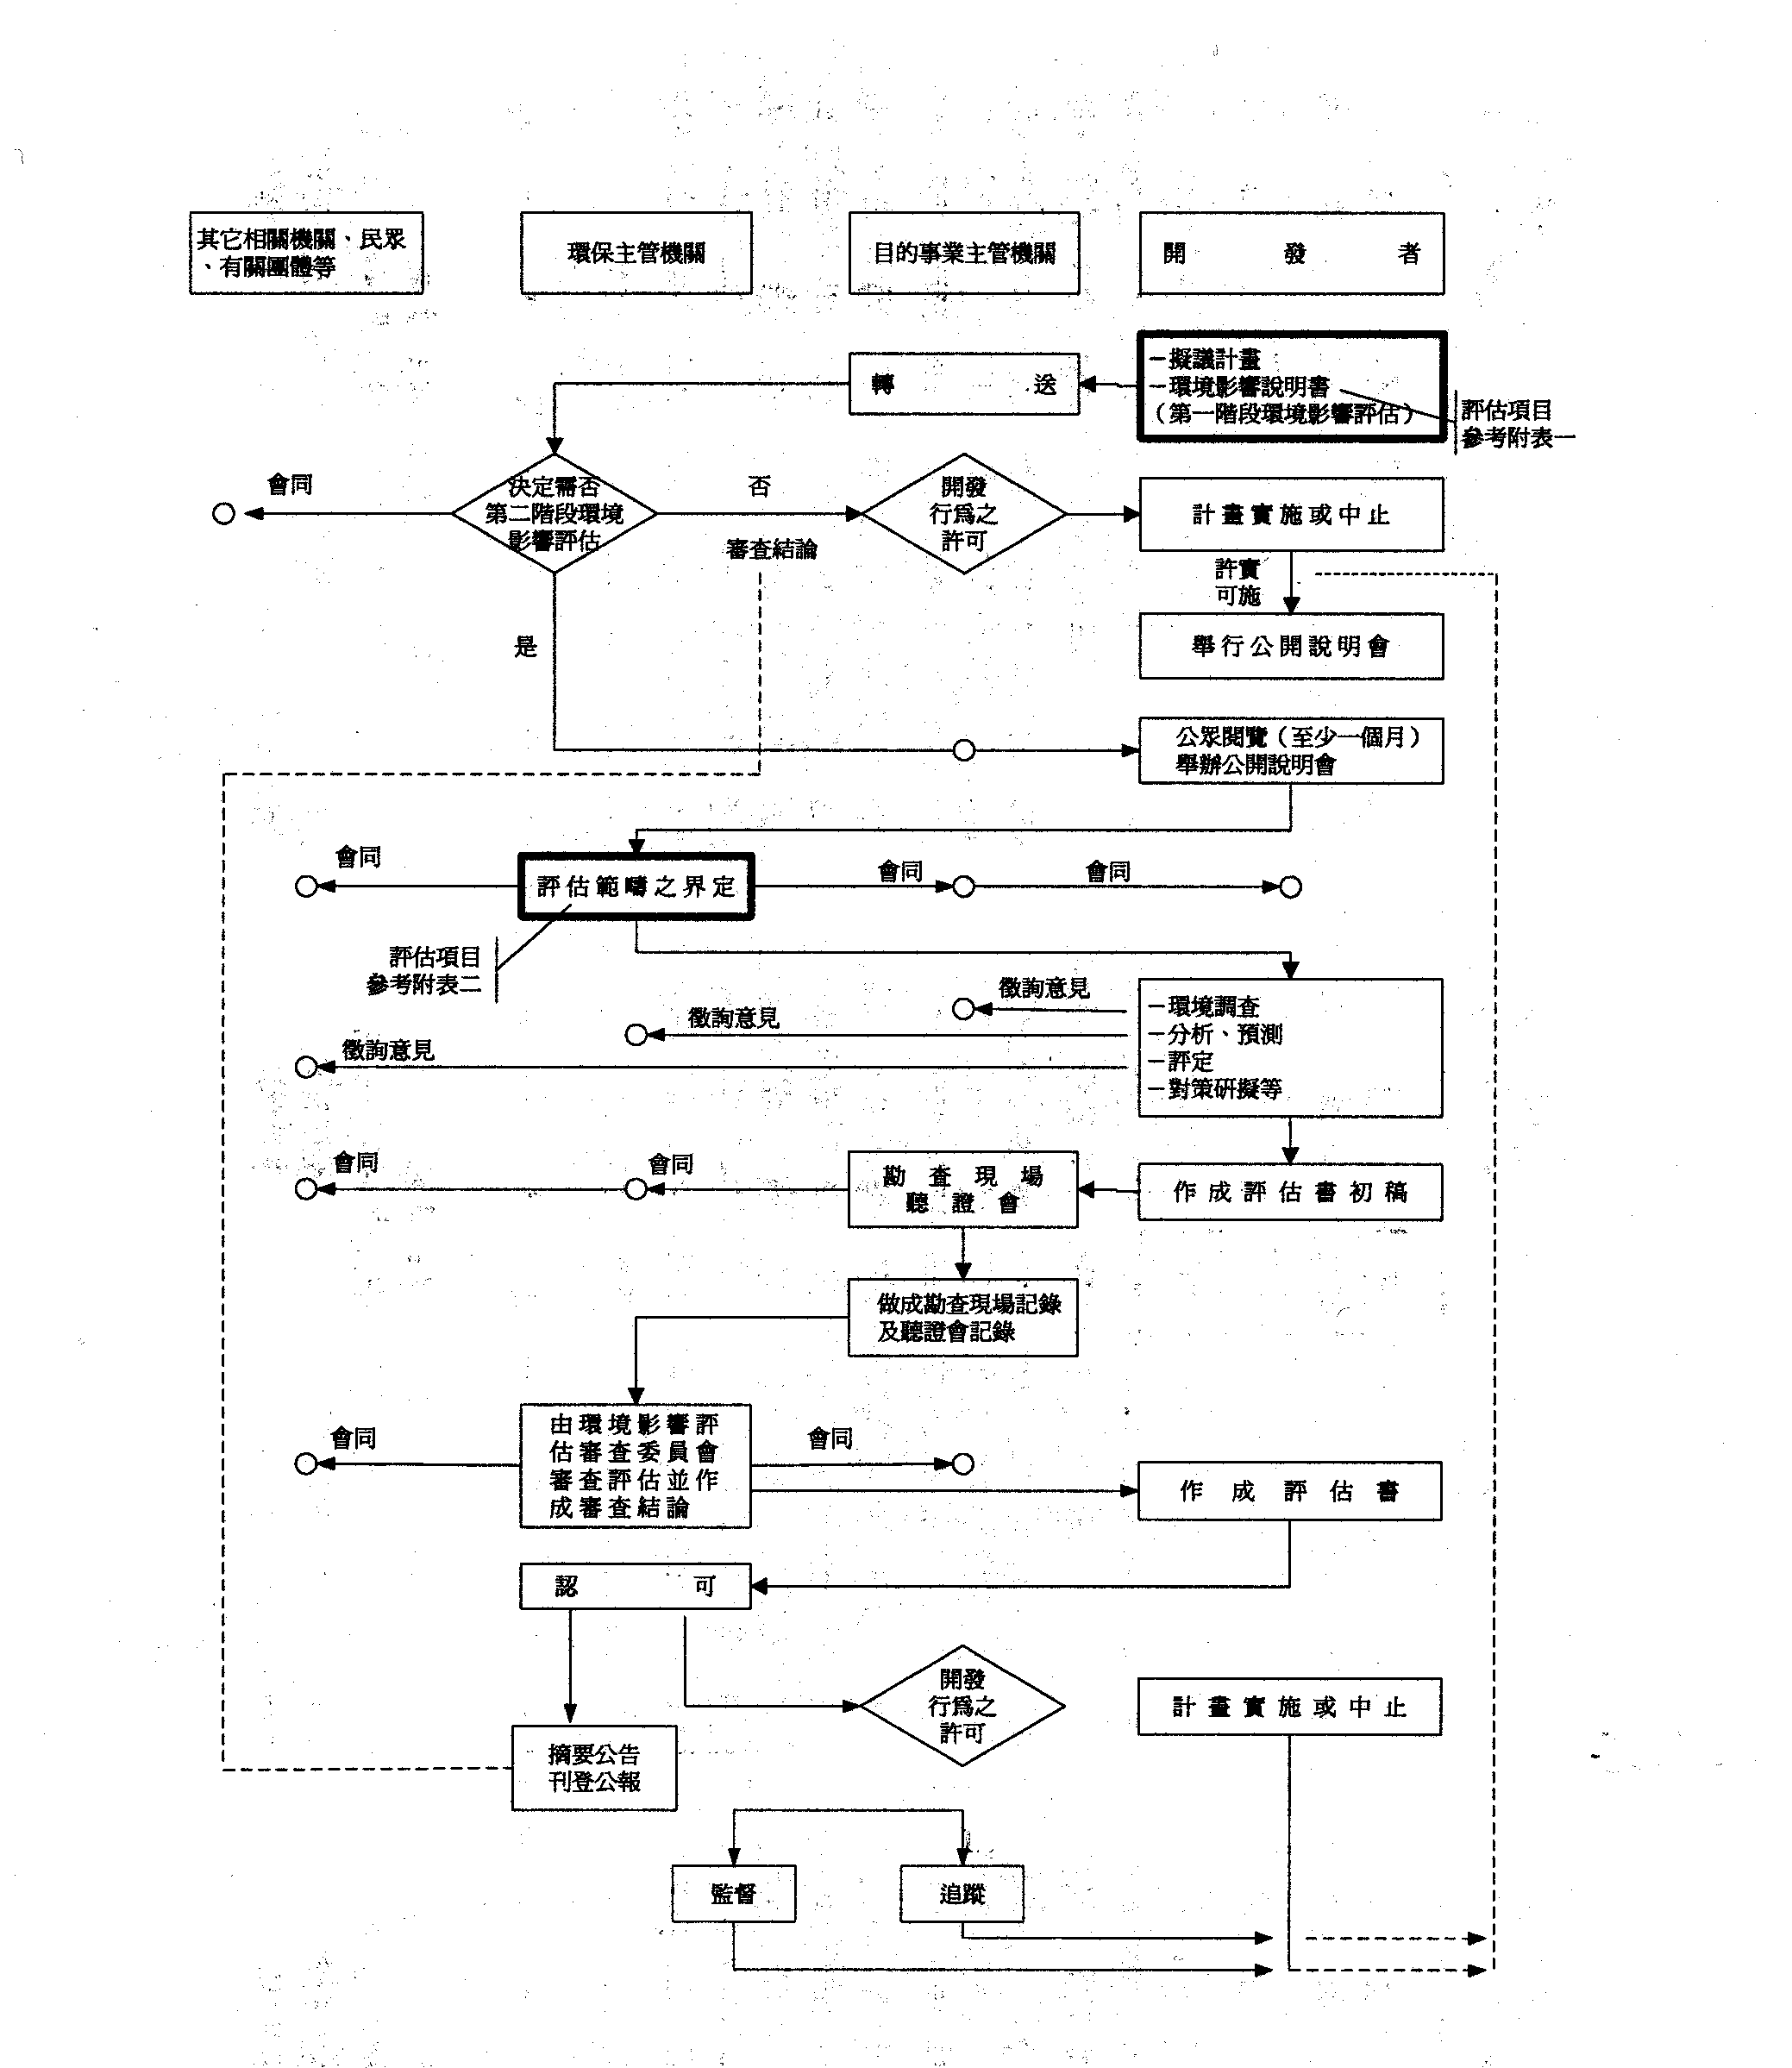 其它相關機關、民眾
、有關團體等
環保主管機關
目的事業主管機關
開發者
轉送
－擬議計畫
－環境影響說明書
（第一階段環境影響評估）
評估項目
參考附表一
會同
決定需否
第二階段環境
影響評估
否
審查結論
開發
行為之
許可
計畫實施或中止
許實
可施
是
舉行公開說明會
公眾閱覽（至少一個月）
舉辦公開說明會
會同
評估範疇之界定
會同
會同
評估項目
參考附表二
徵詢意見
徵詢意見
徵詢意見
－環境調查
－分析、預測
－評定
－對策研擬等
會同
會同
勘查現場
聽證會
作成評估書初稿
做成勘查現場記錄
及聽證會記錄
會同
由環境影響評
估審查委員會
審查評估並作
成審查結論
會同
作成評估書
認可
開發
行為之
許可
計畫實施或中止
摘要公告
刊登公報
監督
追蹤